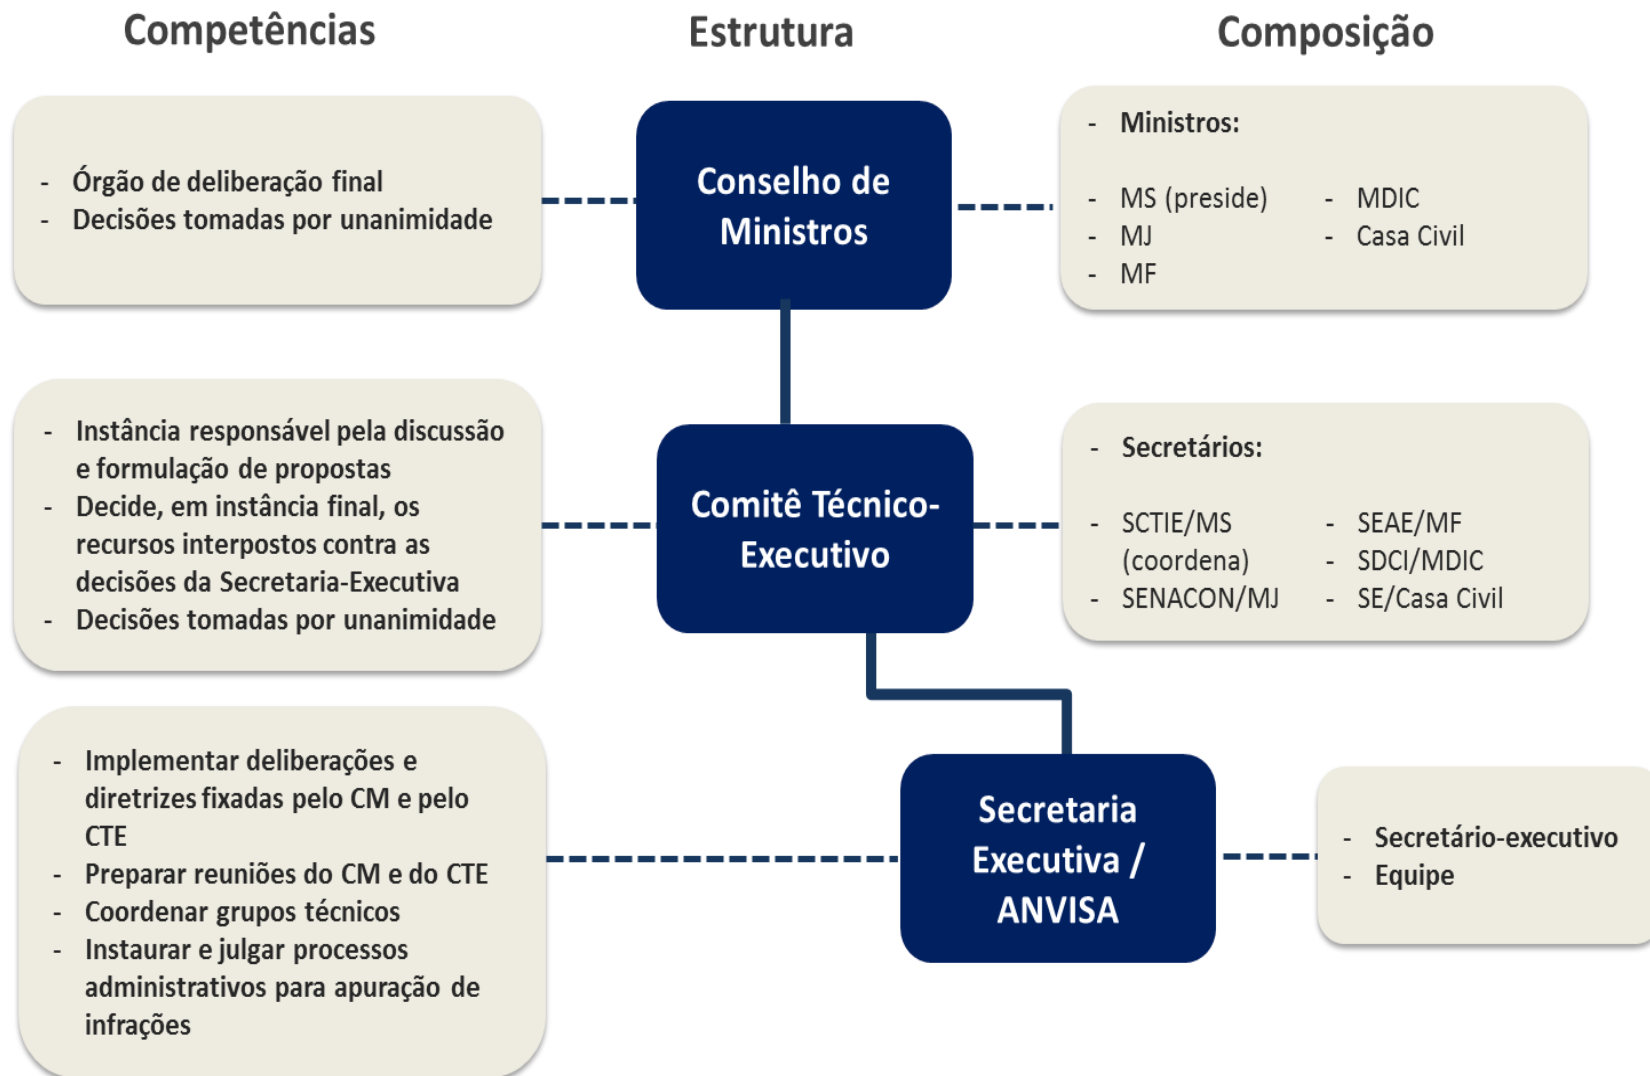 Competências
Estrutura
Composição
- Órgão de deliberação final
- Decisões tomadas por unanimidade
Conselho de
Ministros
- Ministros:
- MS (preside)
- MJ
- MF
- MDIC
- Casa Civil
- Instância responsável pela discussão
e formulação de propostas
- Decide, em instância final, os
recursos interpostos contra as
decisões da Secretaria-Executiva
- Decisões tomadas por unanimidade
Comitê Técnico-
Executivo
- Secretários:
- SCTIE/MS
(coordena)
- SENACON/MJ
- SEAE/MF
- SDCI/MDIC
- SE/Casa Civil
- Implementar deliberações e
diretrizes fixadas pelo CM e pelo
CTE
- Preparar reuniões do CM e do CTE
- Coordenar grupos técnicos
- Instaurar e julgar processos
administrativos para apuração de
infrações
Secretaria
Executiva /
ANVISA
- Secretário-executivo
- Equipe